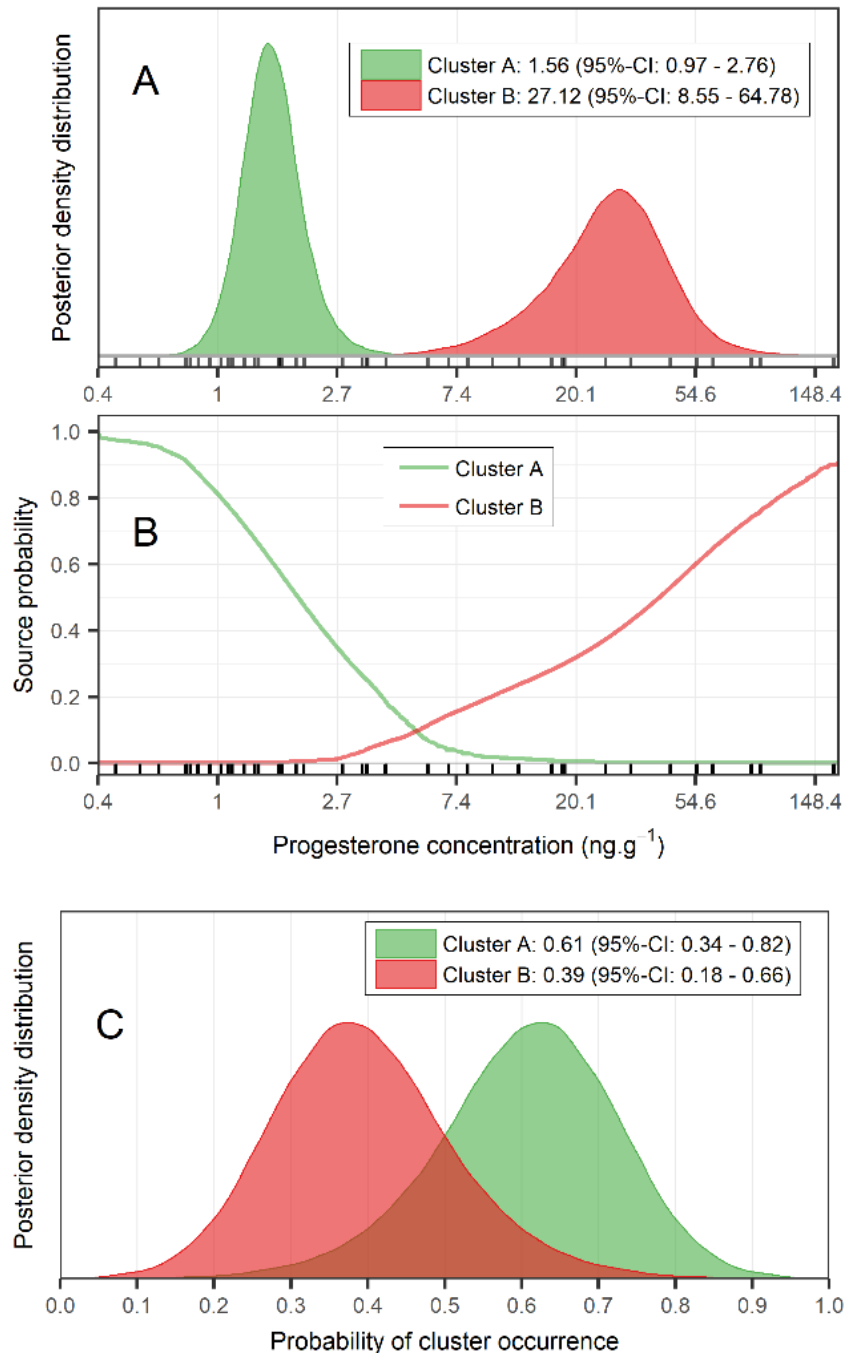 A
Cluster A: 1.56 (95%-CI: 0.97 - 2.76)
Cluster B: 27.12 (95%-CI: 8.55 - 64.78)
Posterior density distribution
0.4 1 2.7 7.4 20.1 54.6 148.4
B
Cluster A
Cluster B
Source probability
1.0
0.8
0.6
0.4
0.2
0.0
0.4 1 2.7 7.4 20.1 54.6 148.4
Progesterone concentration (ng.g⁻¹)
C
Cluster A: 0.61 (95%-CI: 0.34 - 0.82)
Cluster B: 0.39 (95%-CI: 0.18 - 0.66)
Posterior density distribution
0.0 0.1 0.2 0.3 0.4 0.5 0.6 0.7 0.8 0.9 1.0
Probability of cluster occurrence